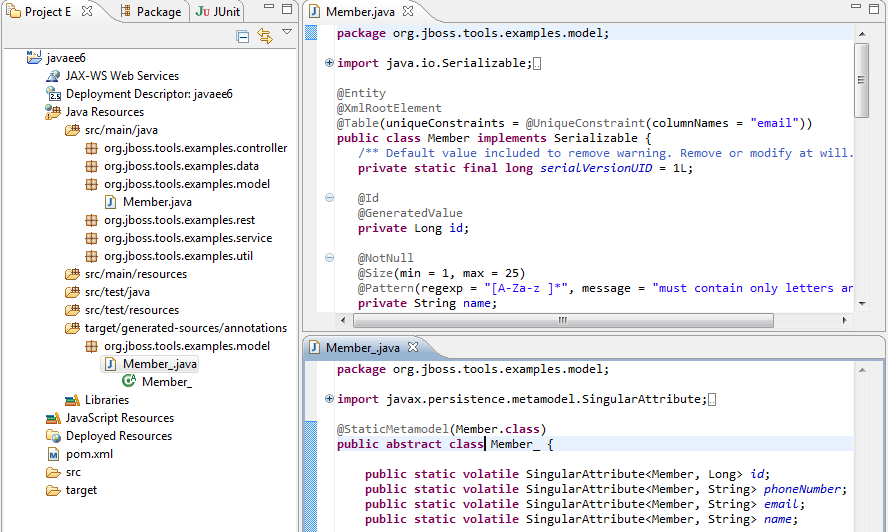 Project E
Package
JUnit
javaee6
JAX-WS Web Services
Deployment Descriptor: javaee6
Java Resources
src/main/java
org.jboss.tools.examples.controller
org.jboss.tools.examples.data
org.jboss.tools.examples.model
Member.java
org.jboss.tools.examples.rest
org.jboss.tools.examples.service
org.jboss.tools.examples.util
src/main/resources
src/test/java
src/test/resources
target/generated-sources/annotations
org.jboss.tools.examples.model
Member_.java
Member_
Libraries
JavaScript Resources
Deployed Resources
pom.xml
src
target
Member.java
package org.jboss.tools.examples.model;
import java.io.Serializable;
@Entity
@XmlRootElement
@Table(uniqueConstraints = @UniqueConstraint(columnNames = "email"))
public class Member implements Serializable {
/** Default value included to remove warning. Remove or modify at will.
private static final long serialVersionUID = 1L;
@Id
@GeneratedValue
private Long id;
@NotNull
@Size(min = 1, max = 25)
@Pattern(regexp = "[A-Za-z ]*", message = "must contain only letters an
private String name;
Member_.java
package org.jboss.tools.examples.model;
import javax.persistence.metamodel.SingularAttribute;
@StaticMetamodel(Member.class)
public abstract class Member_ {
public static volatile SingularAttribute<Member, Long> id;
public static volatile SingularAttribute<Member, String> phoneNumber;
public static volatile SingularAttribute<Member, String> email;
public static volatile SingularAttribute<Member, String> name;